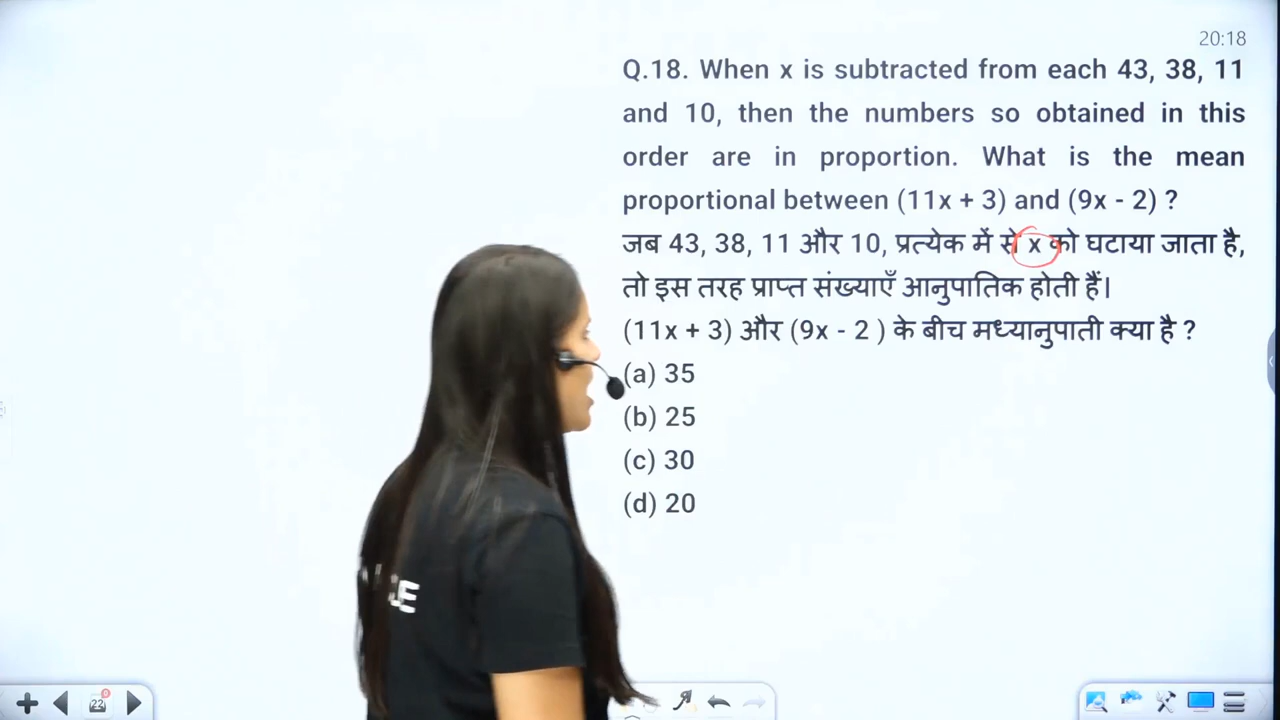 20:18
Q.18. When x is subtracted from each 43, 38, 11
and 10, then the numbers so obtained in this
order are in proportion. What is the mean
proportional between (11x + 3) and (9x - 2) ?
जब 43, 38, 11 और 10, प्रत्येक में से x को घटाया जाता है,
तो इस तरह प्राप्त संख्याएँ आनुपातिक होती हैं।
(11x + 3) और (9x - 2 ) के बीच मध्यानुपाती क्या है ?
(a) 35
(b) 25
(c) 30
(d) 20
22